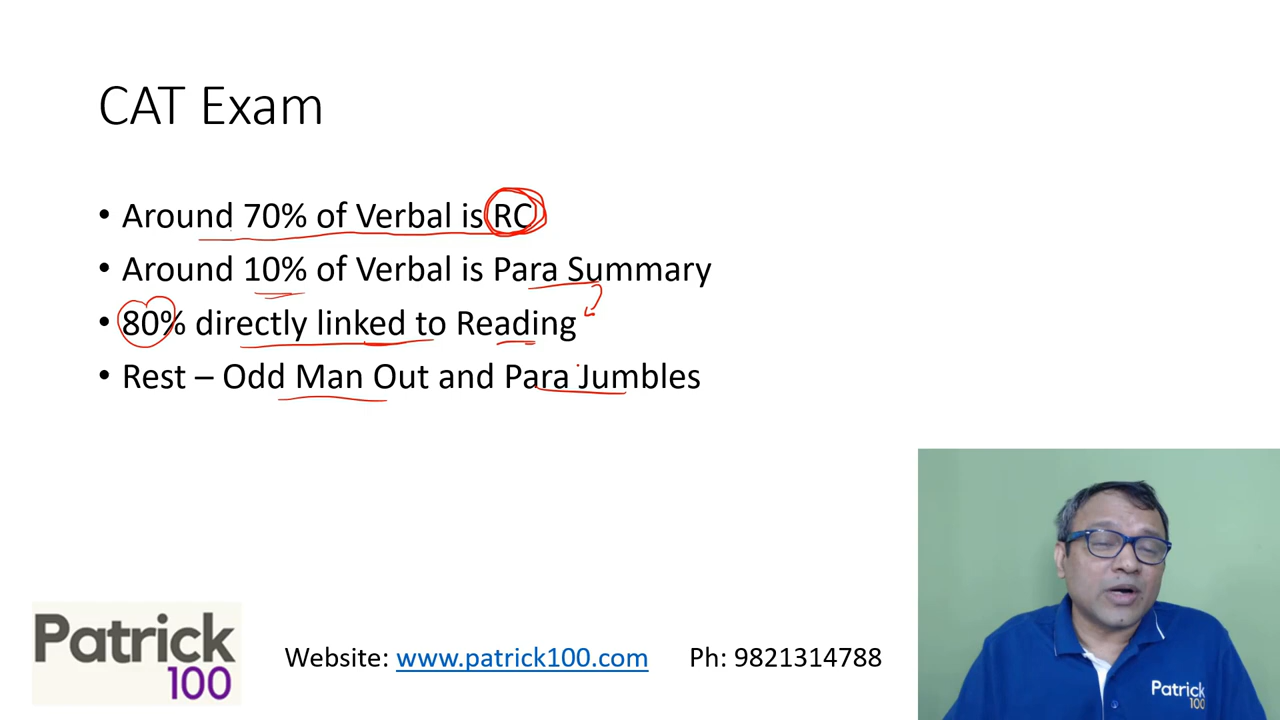 CAT Exam
• Around 70% of Verbal is RC
• Around 10% of Verbal is Para Summary
• 80% directly linked to Reading
• Rest – Odd Man Out and Para Jumbles
Patrick
100
Website: www.patrick100.com Ph: 9821314788
Patrick
100